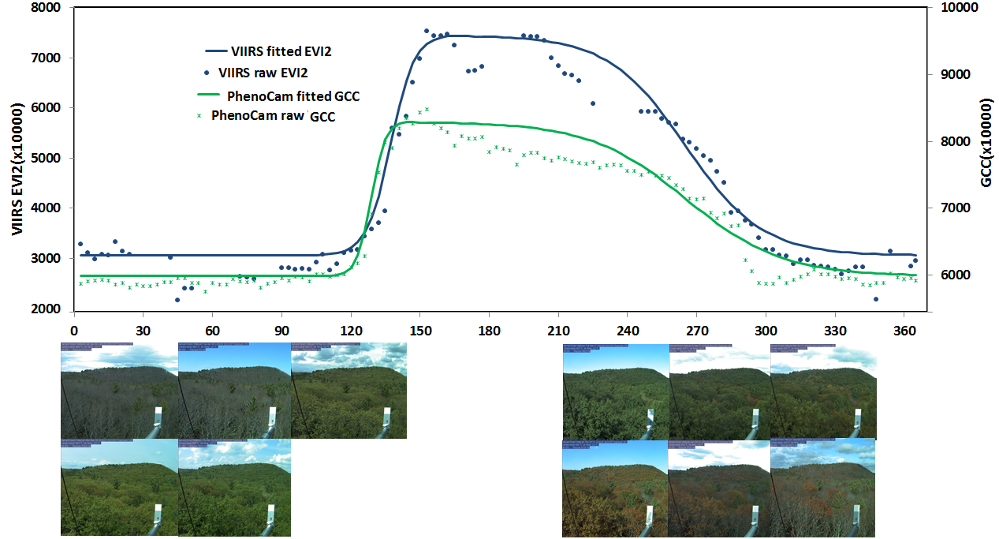 8000
7000
6000
5000
4000
3000
2000
VIIRS EVI2(x10000)
10000
9000
8000
7000
6000
GCC(x10000)
VIIRS fitted EVI2
VIIRS raw EVI2
PhenoCam fitted GCC
PhenoCam raw GCC
0 30 60 90 120 150 180 210 240 270 300 330 360